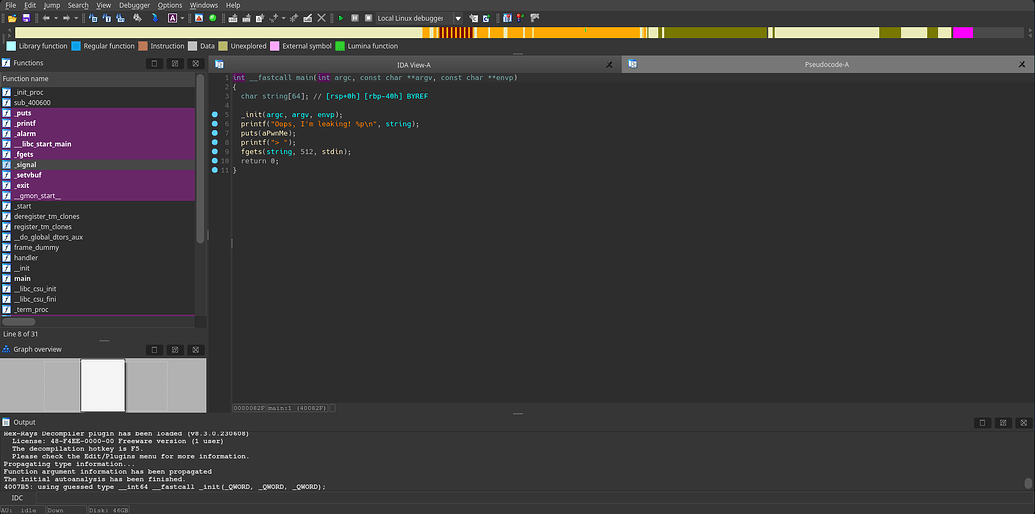 File Edit Jump Search View Debugger Options Windows Help
Local Linux debugger
Library function Regular function Instruction Data Unexplored External symbol Lumina function
Functions
IDA View-A
Pseudocode-A
Function name
_init_proc
sub_400600
_puts
_printf
_alarm
__libc_start_main
_fgets
_signal
_setvbuf
_exit
__gmon_start__
_start
deregister_tm_clones
register_tm_clones
__do_global_dtors_aux
frame_dummy
handler
__init
main
__libc_csu_init
__libc_csu_fini
_term_proc
Line 8 of 31
Graph overview
1 int __fastcall main(int argc, const char **argv, const char **envp)
2 {
3 char string[64]; // [rsp+0h] [rbp-40h] BYREF
4
5 _init(argc, argv, envp);
6 printf("Oops, I'm leaking! %p\n", string);
7 puts(aPwnMe);
8 printf("> ");
9 fgets(string, 512, stdin);
10 return 0;
11 }
0000082F main:1 (40082F)
Output
Hex-Rays Decompiler plugin has been loaded (v8.3.0.230608)
License: 48-F4EE-0000-00 Freeware version (1 user)
The decompilation hotkey is F5.
Please check the Edit/Plugins menu for more information.
Propagating type information...
Function argument information has been propagated
The initial autoanalysis has been finished.
4007B5: using guessed type __int64 __fastcall _init(_QWORD, _QWORD, _QWORD);
IDC
AU: idle Down Disk: 46GB